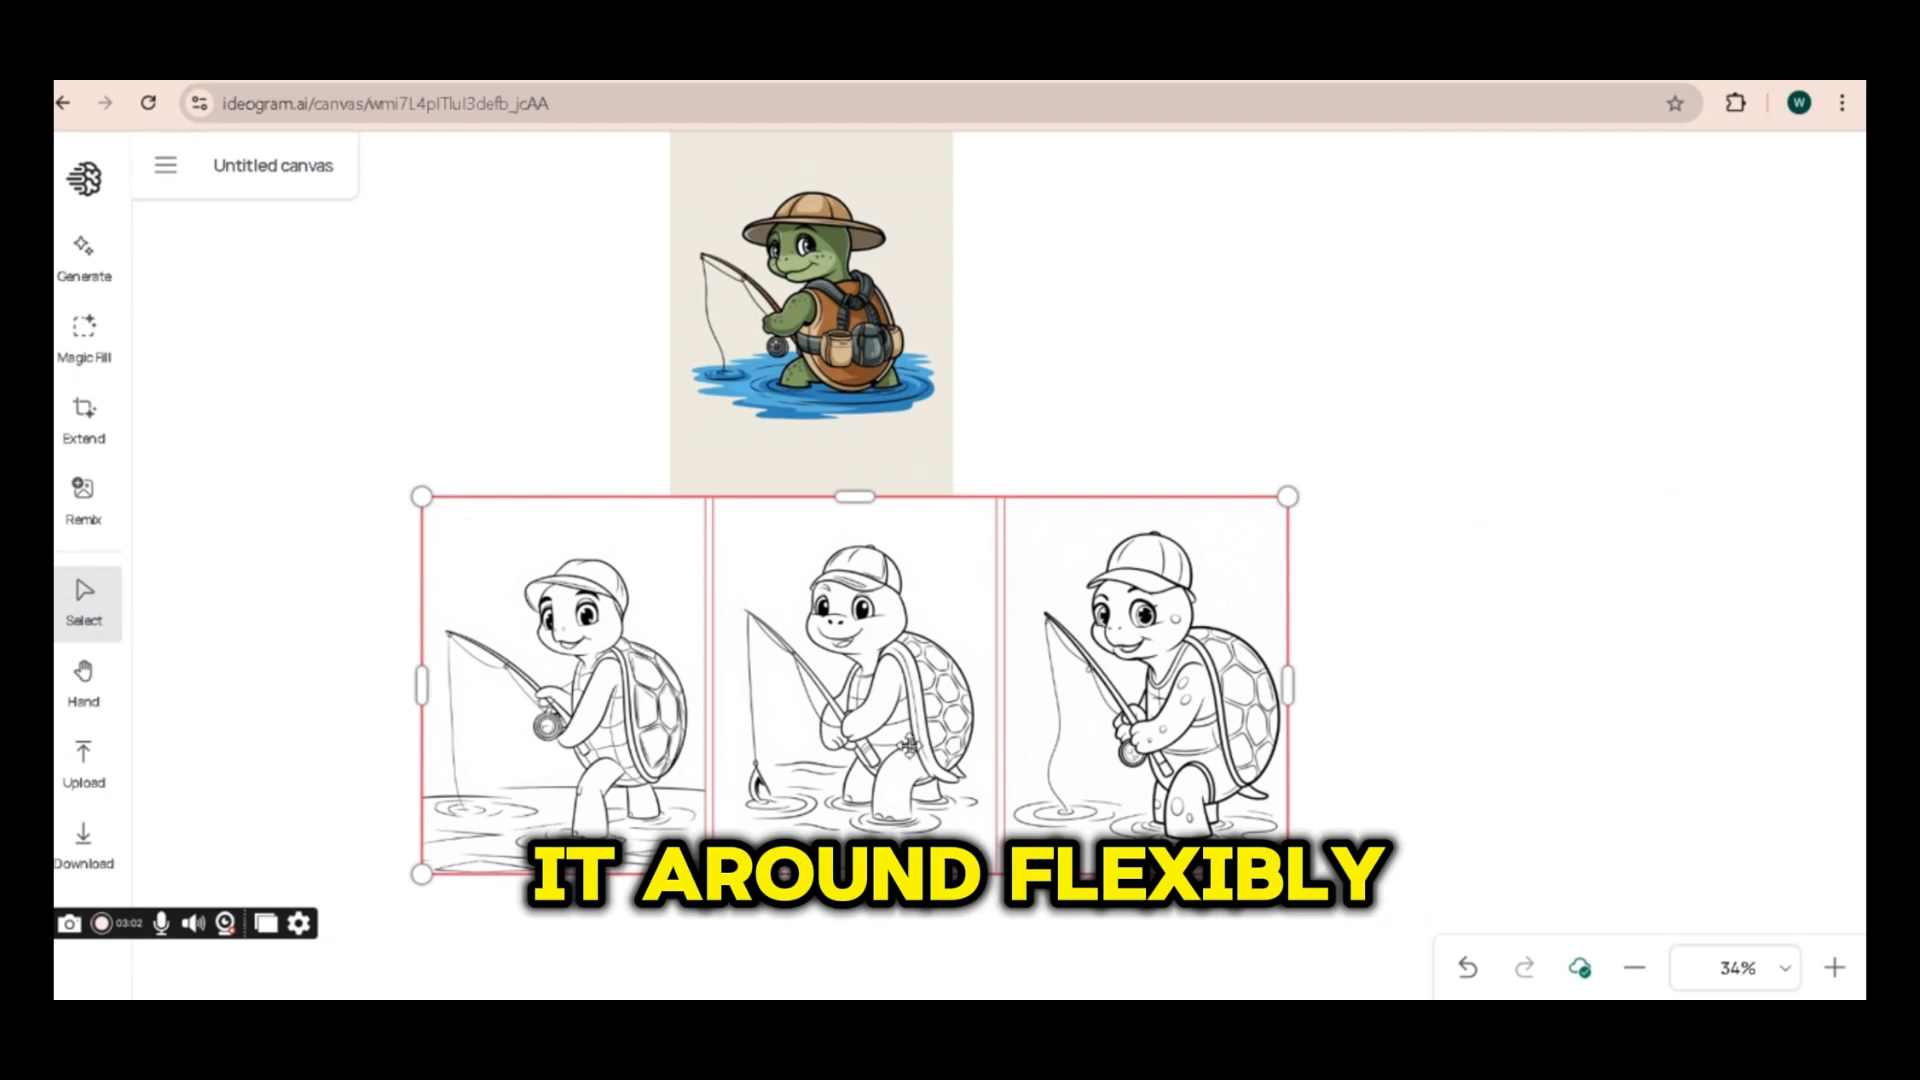 ideogram.ai/canvas/wmi7L4pITluI3defb_jcAA
W
Untitled canvas
Generate
Magic Fill
Extend
Remix
Select
Hand
Upload
Download
IT AROUND FLEXIBLY
03:02
34%